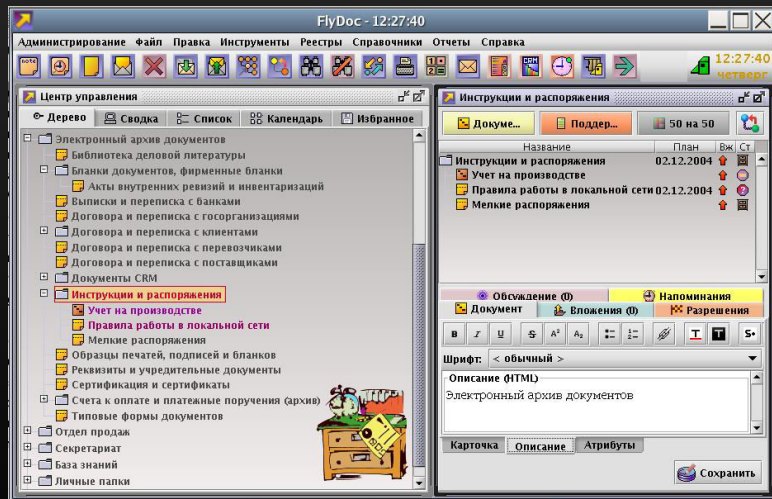 FlyDoc - 12:27:40
Администрирование Файл Правка Инструменты Реестры Справочники Отчеты Справка
12:27:40
четверг
Центр управления
Дерево Сводка Список Календарь Избранное
Электронный архив документов
Библиотека деловой литературы
Бланки документов, фирменные бланки
Акты внутренних ревизий и инвентаризаций
Выписки и переписка с банками
Договора и переписка с госорганизациями
Договора и переписка с клиентами
Договора и переписка с перевозчиками
Договора и переписка с поставщиками
Документы CRM
Инструкции и распоряжения
Учет на производстве
Правила работы в локальной сети
Мелкие распоряжения
Образцы печатей, подписей и бланков
Реквизиты и учредительные документы
Сертификация и сертификаты
Счета к оплате и платежные поручения (архив)
Типовые формы документов
Отдел продаж
Секретариат
База знаний
Личные папки
Инструкции и распоряжения
Докуме... Поддер... 50 на 50
Название План Вж Ст
Инструкции и распоряжения 02.12.2004
Учет на производстве
Правила работы в локальной сети 02.12.2004
Мелкие распоряжения
Обсуждение (0) Напоминания
Документ Вложения (0) Разрешения
B I U S A² A₂ T T S
Шрифт: < обычный >
Описание (HTML)
Электронный архив документов
Карточка Описание Атрибуты
Сохранить